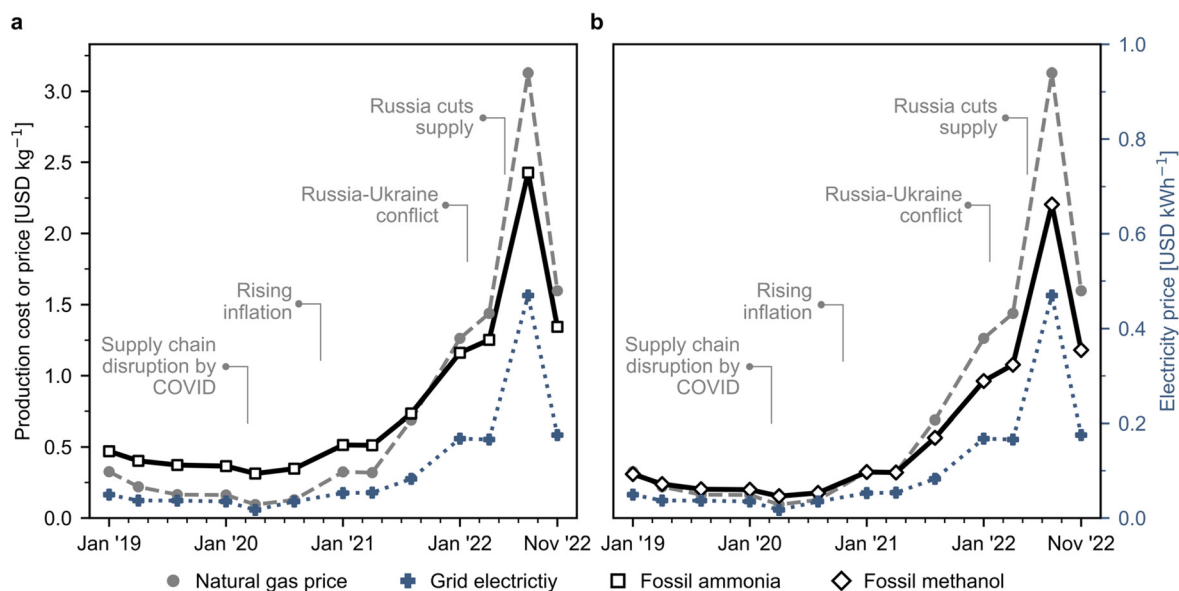 a
Production cost or price [USD kg⁻¹]
3.0
2.5
2.0
1.5
1.0
0.5
0.0
Russia cuts
supply
Russia-Ukraine
conflict
Rising
inflation
Supply chain
disruption by
COVID
Jan '19
Jan '20
Jan '21
Jan '22
Nov '22
b
Russia cuts
supply
Russia-Ukraine
conflict
Rising
inflation
Supply chain
disruption by
COVID
Jan '19
Jan '20
Jan '21
Jan '22
Nov '22
1.0
0.8
0.6
0.4
0.2
0.0
Electricity price [USD kWh⁻¹]
Natural gas price
Grid electrictiy
Fossil ammonia
Fossil methanol